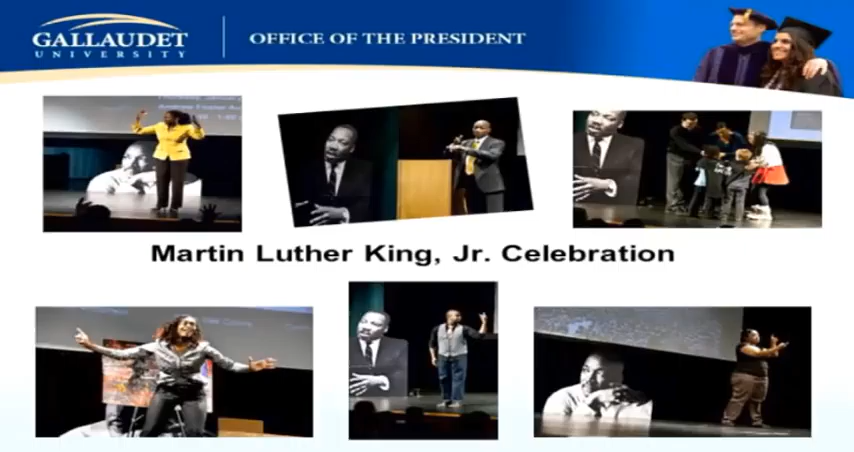 GALLAUDET
UNIVERSITY
OFFICE OF THE PRESIDENT
Martin Luther King, Jr. Celebration